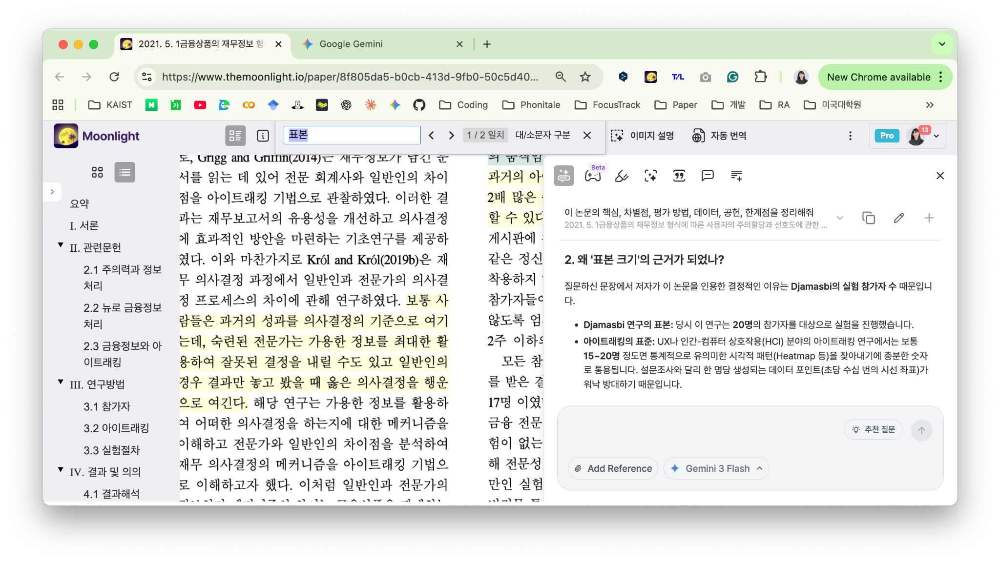 2021. 5. 1금융상품의 재무정보 형
Google Gemini
https://www.themoonlight.io/paper/8f805da5-b0cb-413d-9fb0-50c5d40...
T/L
New Chrome available
KAIST
N
가
Coding
Phonitale
FocusTrack
Paper
개발
RA
미국대학원
Moonlight
표본
1 / 2 일치
대/소문자 구분
이미지 설명
자동 번역
Pro
13
요약
I. 서론
II. 관련문헌
2.1 주의력과 정보
처리
2.2 뉴로 금융정보
처리
2.3 금융정보와 아
이트래킹
III. 연구방법
3.1 참가자
3.2 아이트래킹
3.3 실험절차
IV. 결과 및 의의
4.1 결과해석
로, Grigg and Griffin(2014)는 재무정보가 담긴 문
서를 읽는 데 있어 전문 회계사와 일반인의 차이
점을 아이트래킹 기법으로 관찰하였다. 이러한 결
과는 재무보고서의 유용성을 개선하고 의사결정
에 효과적인 방안을 마련하는 기초연구를 제공하
였다. 이와 마찬가지로 Król and Król(2019b)은 재
무 의사결정 과정에서 일반인과 전문가의 의사결
정 프로세스의 차이에 관해 연구하였다. 보통 사
람들은 과거의 성과를 의사결정의 기준으로 여기
는데, 숙련된 전문가는 가용한 정보를 최대한 활
용하여 잘못된 결정을 내릴 수도 있고 일반인의
경우 결과만 놓고 봤을 때 옳은 의사결정을 행운
으로 여긴다. 해당 연구는 가용한 정보를 활용하
여 어떠한 의사결정을 하는지에 대한 메커니즘을
이해하고 전문가와 일반인의 차이점을 분석하여
재무 의사결정의 메커니즘을 아이트래킹 기법으
로 이해하고자 했다. 이처럼 일반인과 전문가의
의 움직임
과거의 아
2배 많은
할 수 있다
게시판에
같은 정신
착용하지
참가자들
않도록 엄
2주 이하의
모든 참
를 받은 결
17명 이었
금융 전문
험이 없는
해 전문성
만인 실험
Beta
이 논문의 핵심, 차별점, 평가 방법, 데이터, 공헌, 한계점을 정리해줘
2021. 5. 1금융상품의 재무정보 형식에 따른 사용자의 주의할당과 선호도에 관한 ...
2. 왜 '표본 크기'의 근거가 되었나?
질문하신 문장에서 저자가 이 논문을 인용한 결정적인 이유는 Djamasbi의 실험 참가자 수 때문입니
다.
• Djamasbi 연구의 표본: 당시 이 연구는 20명의 참가자를 대상으로 실험을 진행했습니다.
• 아이트래킹의 표준: UX나 인간-컴퓨터 상호작용(HCI) 분야의 아이트래킹 연구에서는 보통
15~20명 정도면 통계적으로 유의미한 시각적 패턴(Heatmap 등)을 찾아내기에 충분한 숫자
로 통용됩니다. 설문조사와 달리 한 명당 생성되는 데이터 포인트(초당 수십 번의 시선 좌표)가
워낙 방대하기 때문입니다.
추천 질문
Add Reference
Gemini 3 Flash